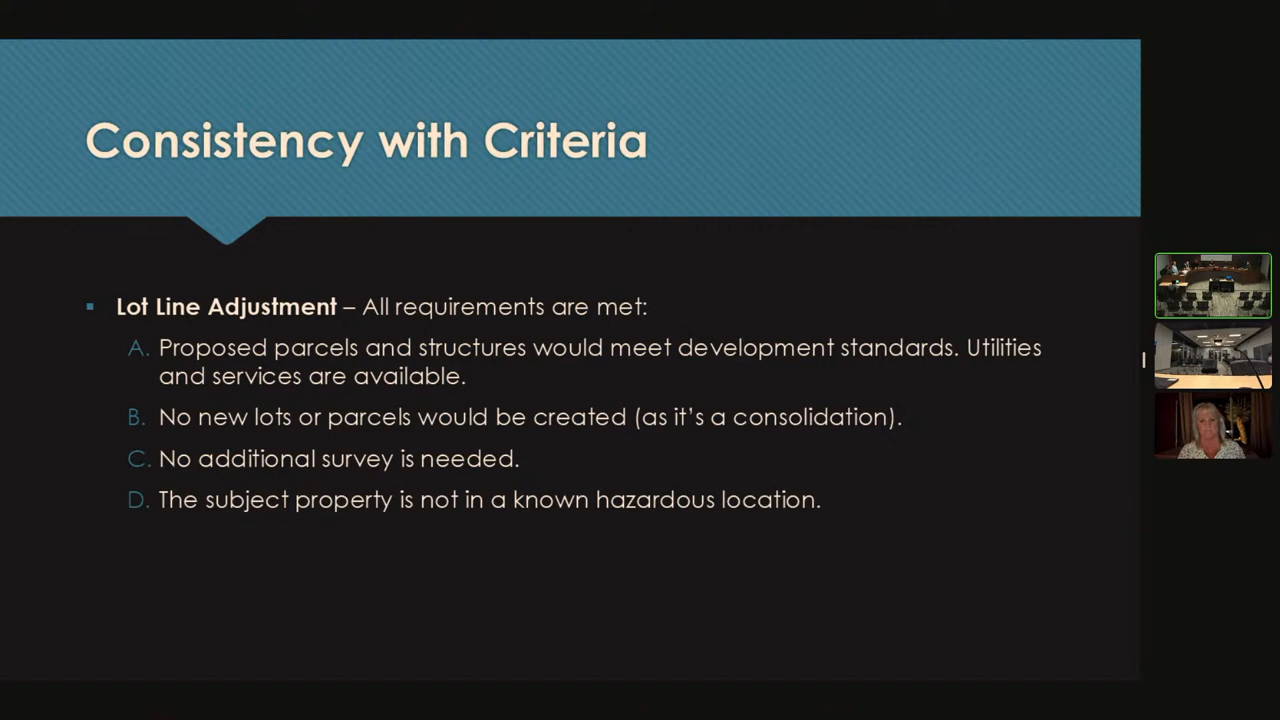 Consistency with Criteria
▪ Lot Line Adjustment – All requirements are met:
A. Proposed parcels and structures would meet development standards. Utilities
and services are available.
B. No new lots or parcels would be created (as it’s a consolidation).
C. No additional survey is needed.
D. The subject property is not in a known hazardous location.